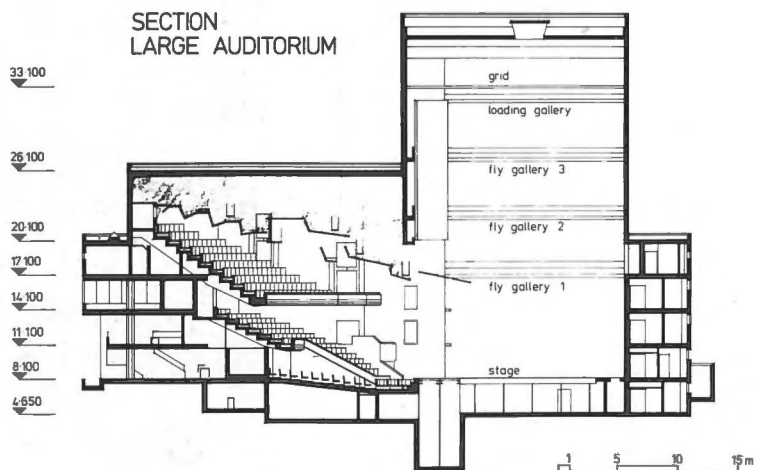 SECTION
LARGE AUDITORIUM
33·100
26·100
20·100
17·100
14·100
11·100
8·100
4·650
grid
loading gallery
fly gallery 3
fly gallery 2
fly gallery 1
stage
1 5 10 15 m